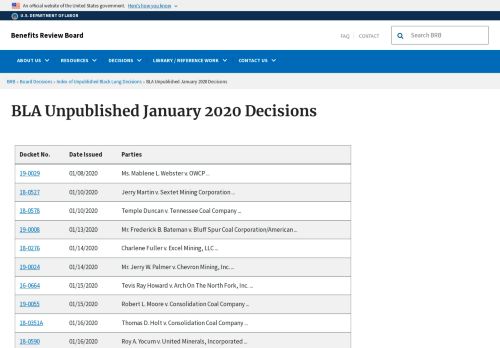 An official website of the United States government. Here's how you know
U.S. DEPARTMENT OF LABOR
Benefits Review Board
FAQ CONTACT
Search BRB
ABOUT US RESOURCES DECISIONS LIBRARY / REFERENCE WORK CONTACT US
BRB › Board Decisions › Index of Unpublished Black Lung Decisions › BLA Unpublished January 2020 Decisions
BLA Unpublished January 2020 Decisions
Docket No. Date Issued Parties
19-0029 01/08/2020 Ms. Mablene L. Webster v. OWCP ...
18-0527 01/10/2020 Jerry Martin v. Sextet Mining Corporation ...
18-0578 01/10/2020 Temple Duncan v. Tennessee Coal Company ...
19-0008 01/13/2020 Mr. Frederick B. Bateman v. Bluff Spur Coal Corporation/American ...
18-0276 01/14/2020 Charlene Fuller v. Excel Mining, LLC ...
19-0024 01/14/2020 Mr. Jerry W. Palmer v. Chevron Mining, Inc. ...
16-0664 01/15/2020 Tevis Ray Howard v. Arch On The North Fork, Inc. ...
19-0055 01/15/2020 Robert L. Moore v. Consolidation Coal Company ...
18-0351A 01/16/2020 Thomas D. Holt v. Consolidation Coal Company ...
18-0590 01/16/2020 Roy A. Yocum v. United Minerals, Incorporated ...